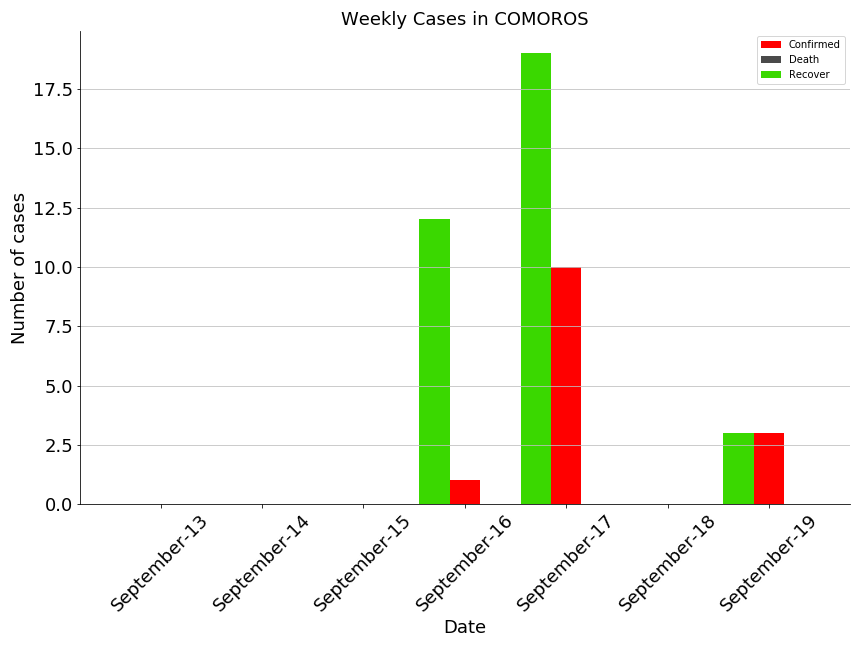 Weekly Cases in COMOROS
Confirmed
Death
Recover
Number of cases
17.5
15.0
12.5
10.0
7.5
5.0
2.5
0.0
September-13
September-14
September-15
September-16
September-17
September-18
September-19
Date